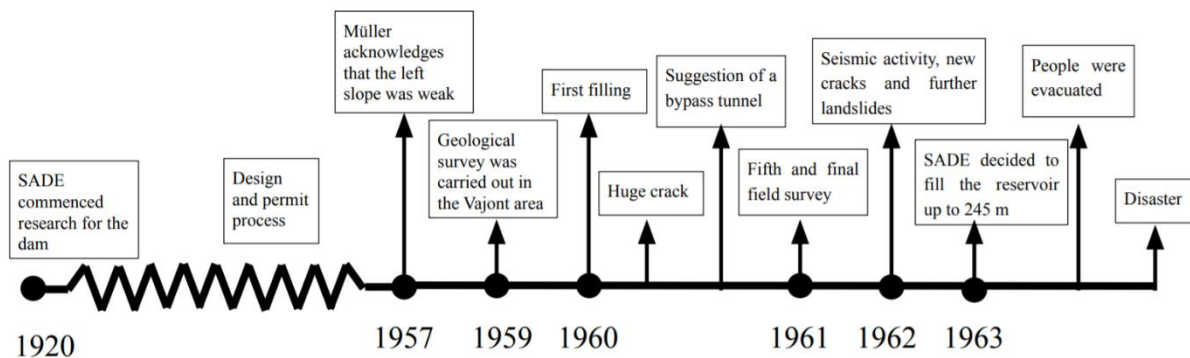 Müller
acknowledges
that the left
slope was weak
Seismic activity, new
cracks and further
landslides
People were
evacuated
First filling
Suggestion of a
bypass tunnel
Geological
survey was
carried out in
the Vajont area
SADE
commenced
research for the
dam
Design
and permit
process
Huge crack
Fifth and final
field survey
SADE decided to
fill the reservoir
up to 245 m
Disaster
1920
1957
1959
1960
1961
1962
1963